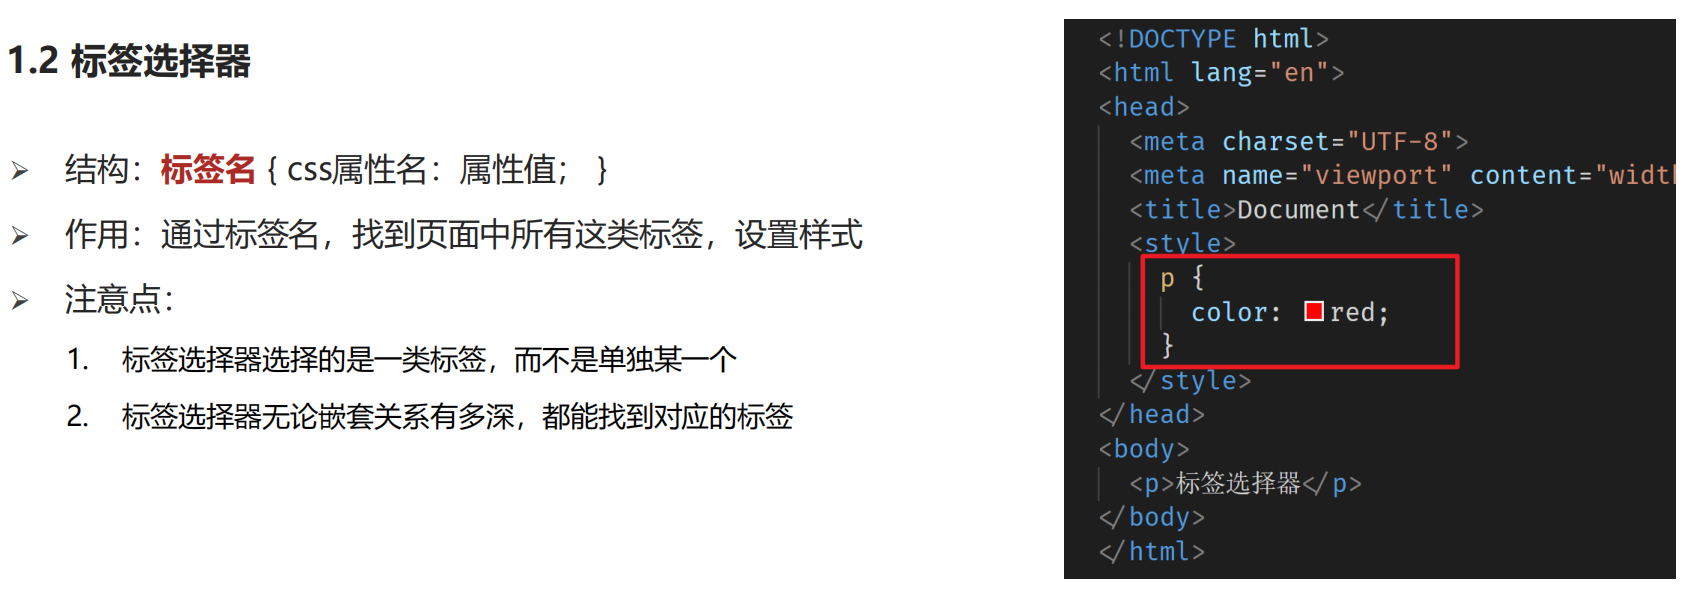 1.2 标签选择器
结构：标签名 { css属性名：属性值； }
作用：通过标签名，找到页面中所有这类标签，设置样式
注意点：
1. 标签选择器选择的是一类标签，而不是单独某一个
2. 标签选择器无论嵌套关系有多深，都能找到对应的标签
<!DOCTYPE html>
<html lang="en">
<head>
<meta charset="UTF-8">
<meta name="viewport" content="width
<title>Document</title>
<style>
p {
color: red;
}
</style>
</head>
<body>
<p>标签选择器</p>
</body>
</html>